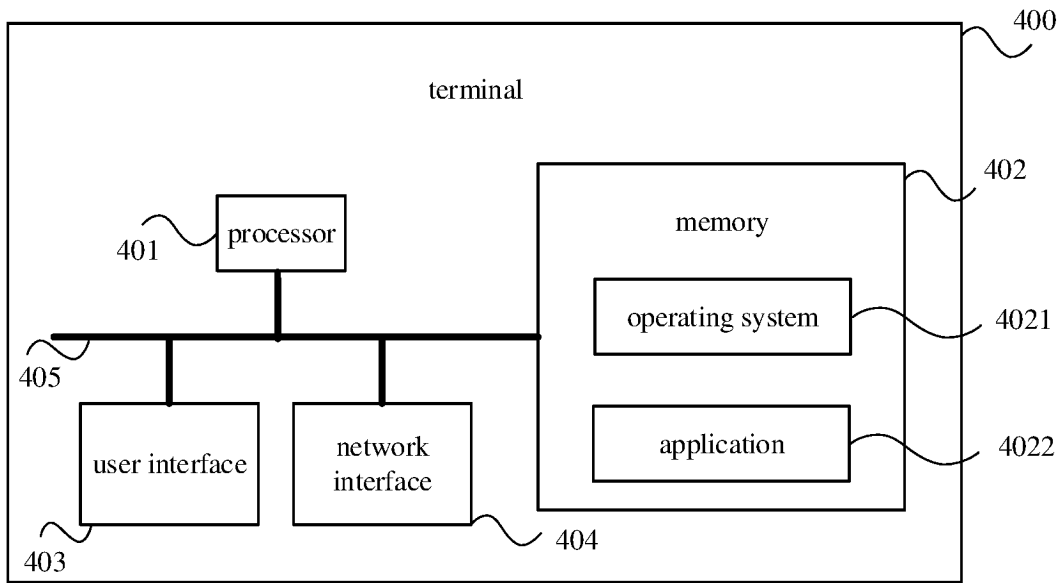 400
terminal
402
memory
processor
401
operating system
4021
405
user interface
network
interface
application
4022
403
404